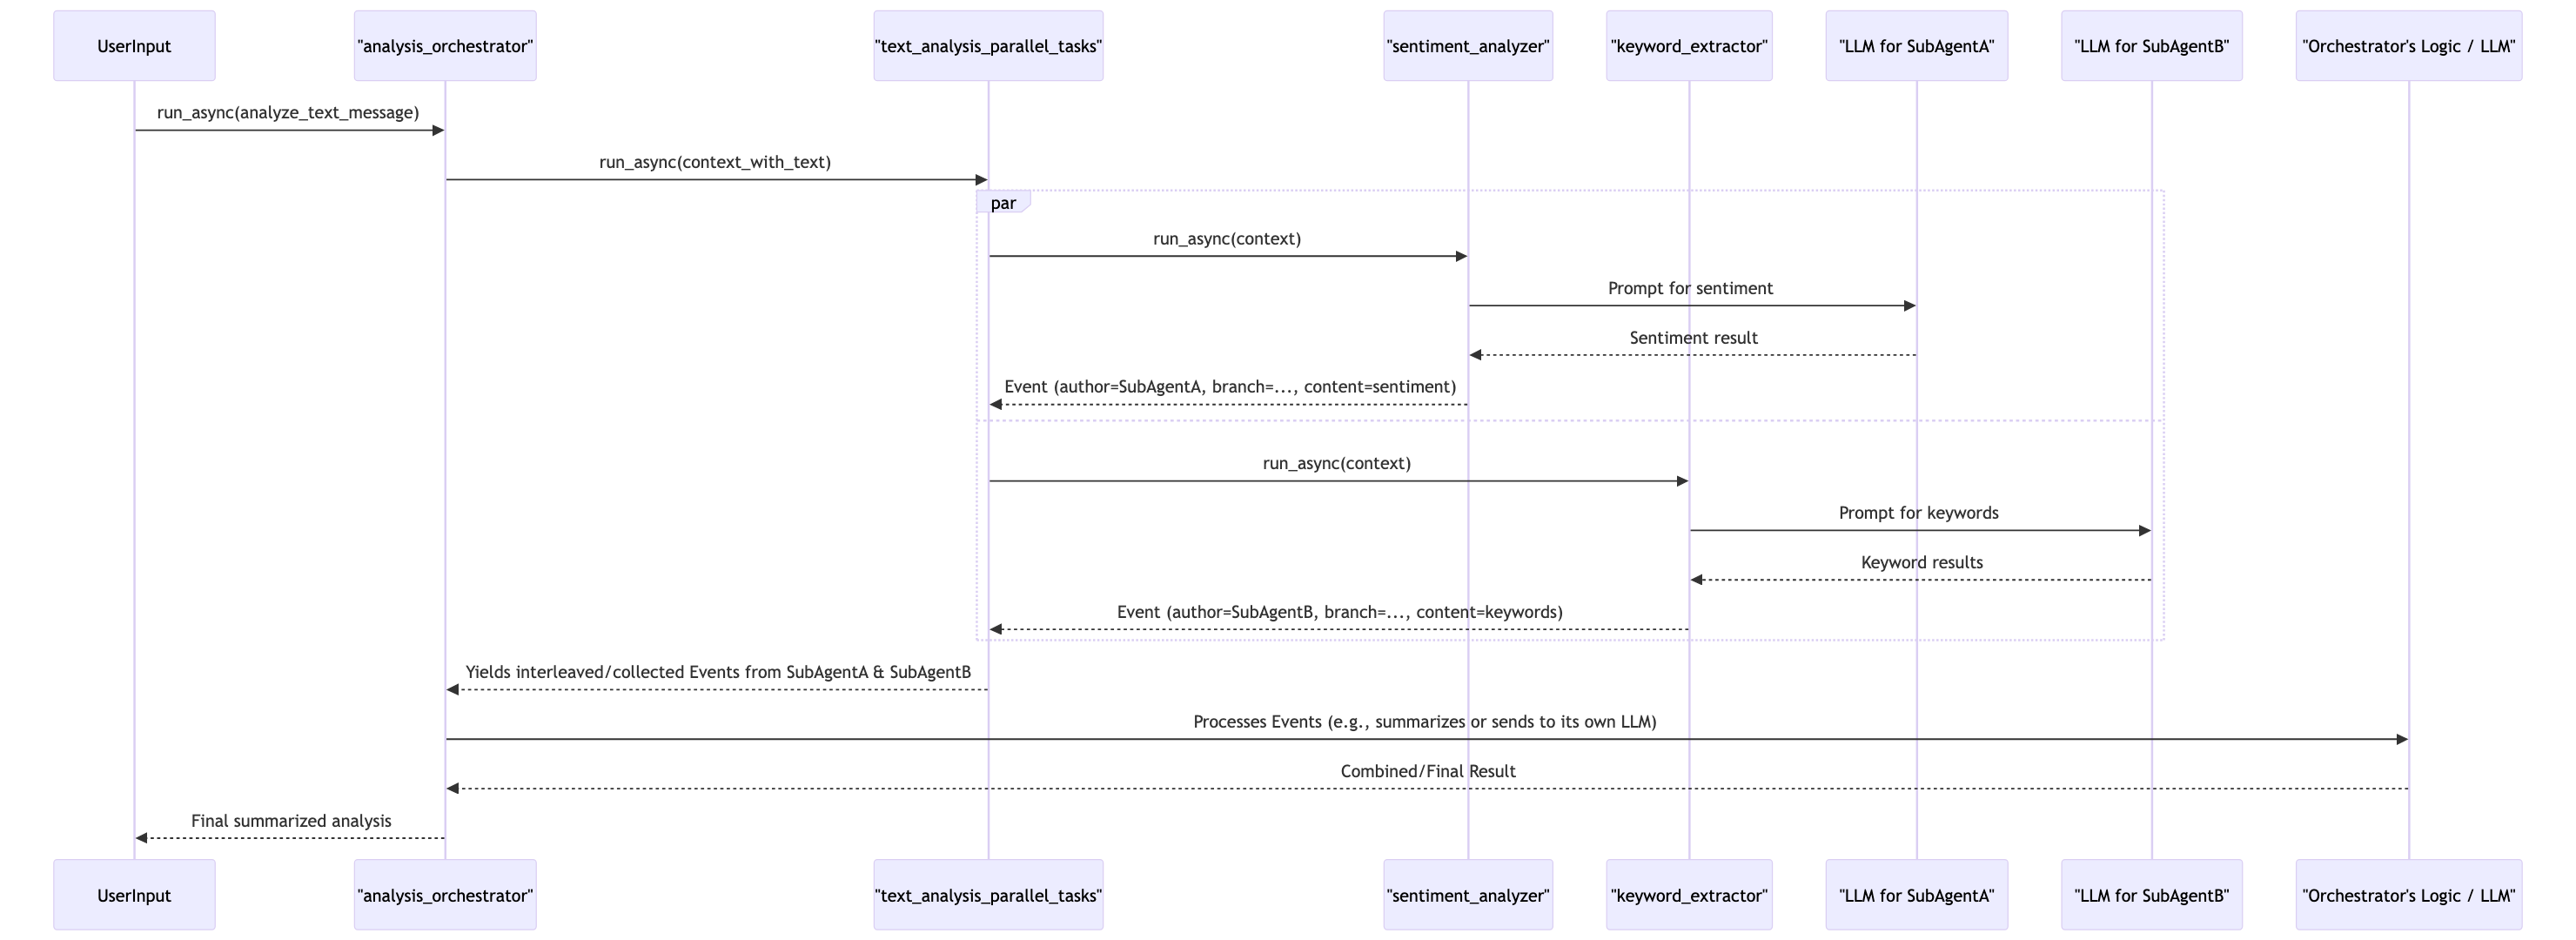 UserInput
"analysis_orchestrator"
"text_analysis_parallel_tasks"
"sentiment_analyzer"
"keyword_extractor"
"LLM for SubAgentA"
"LLM for SubAgentB"
"Orchestrator's Logic / LLM"
run_async(analyze_text_message)
run_async(context_with_text)
par
run_async(context)
Prompt for sentiment
Sentiment result
Event (author=SubAgentA, branch=..., content=sentiment)
run_async(context)
Prompt for keywords
Keyword results
Event (author=SubAgentB, branch=..., content=keywords)
Yields interleaved/collected Events from SubAgentA & SubAgentB
Processes Events (e.g., summarizes or sends to its own LLM)
Combined/Final Result
Final summarized analysis
UserInput
"analysis_orchestrator"
"text_analysis_parallel_tasks"
"sentiment_analyzer"
"keyword_extractor"
"LLM for SubAgentA"
"LLM for SubAgentB"
"Orchestrator's Logic / LLM"